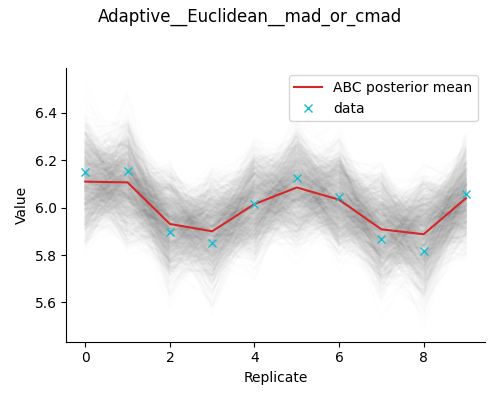 Adaptive__Euclidean__mad_or_cmad
ABC posterior mean
data
6.4
6.2
6.0
5.8
5.6
Value
0 2 4 6 8
Replicate